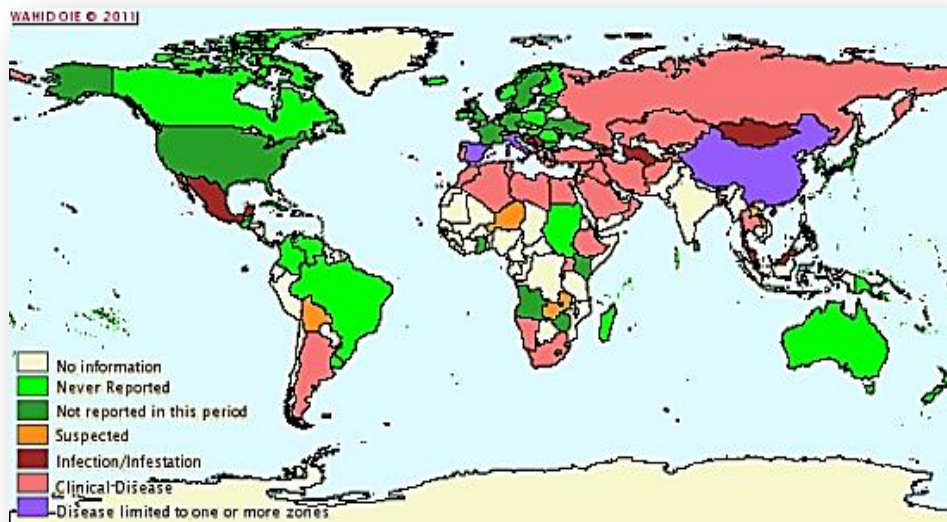 WAHID OIE © 2011
No information
Never Reported
Not reported in this period
Suspected
Infection/Infestation
Clinical Disease
Disease limited to one or more zones